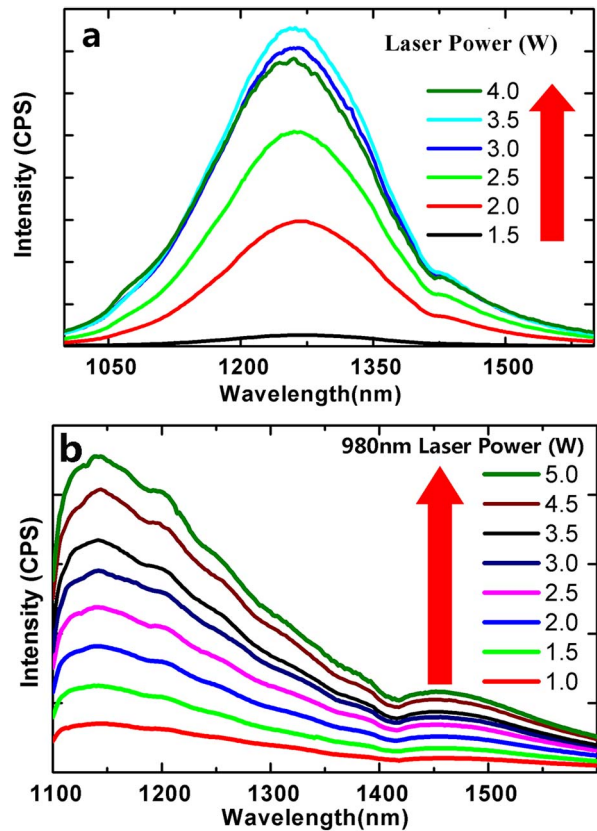 a
Laser Power (W)
4.0
3.5
3.0
2.5
2.0
1.5
Intensity (CPS)
1050 1200 1350 1500
Wavelength(nm)
b
980nm Laser Power (W)
5.0
4.5
3.5
3.0
2.5
2.0
1.5
1.0
Intensity (CPS)
1100 1200 1300 1400 1500
Wavelength(nm)